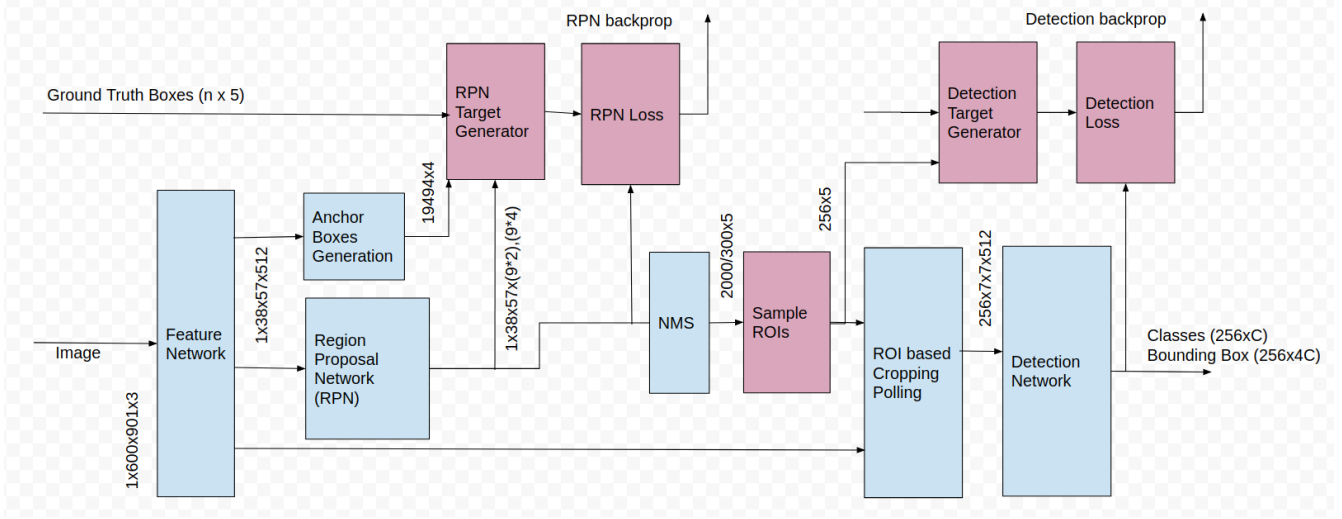 RPN backprop
Detection backprop
Ground Truth Boxes (n x 5)
RPN
Target
Generator
RPN Loss
Detection
Target
Generator
Detection
Loss
19494x4
Anchor
Boxes
Generation
1x38x57x512
1x38x57x(9*2),(9*4)
2000/300x5
256x5
256x7x7x512
Image
Feature
Network
Region
Proposal
Network
(RPN)
NMS
Sample
ROIs
ROI based
Cropping
Polling
Detection
Network
Classes (256xC)
Bounding Box (256x4C)
1x600x901x3